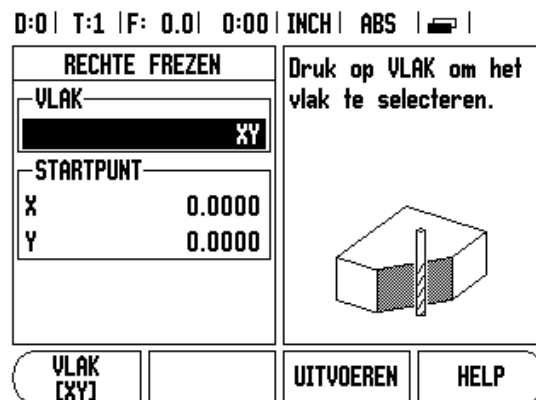 D:0 T:1 F: 0.0 0:00 INCH ABS
RECHTE FREZEN
VLAK
XY
STARTPUNT
X 0.0000
Y 0.0000
Druk op VLAK om het
vlak te selecteren.
VLAK
[XY]
UITVOEREN
HELP